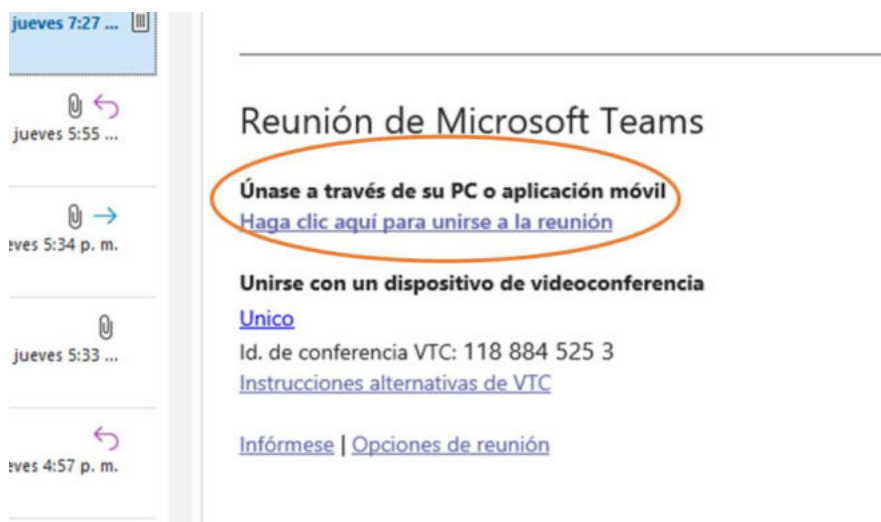 jueves 7:27 ...
jueves 5:55 ...
eves 5:34 p. m.
jueves 5:33 ...
eves 4:57 p. m.
Reunión de Microsoft Teams
Únase a través de su PC o aplicación móvil
Haga clic aquí para unirse a la reunión
Unirse con un dispositivo de videoconferencia
Unico
Id. de conferencia VTC: 118 884 525 3
Instrucciones alternativas de VTC
Infórmese | Opciones de reunión